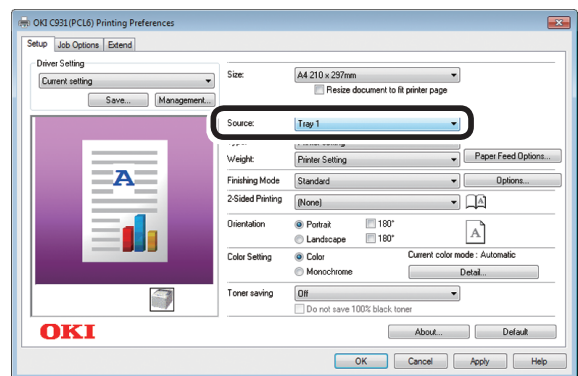 OKI C931(PCL6) Printing Preferences
Setup Job Options Extend
Driver Setting
Current setting
Save... Management...
Size: A4 210 x 297mm
Resize document to fit printer page
Source: Tray 1
Weight: Printer Setting Paper Feed Options...
Finishing Mode Standard Options...
2-Sided Printing (None) A
Orientation Portrait 180°
Landscape 180° A
Color Setting Color Current color mode : Automatic
Monochrome Detail...
Toner saving Off
Do not save 100% black toner
A
OKI
About... Default
OK Cancel Apply Help